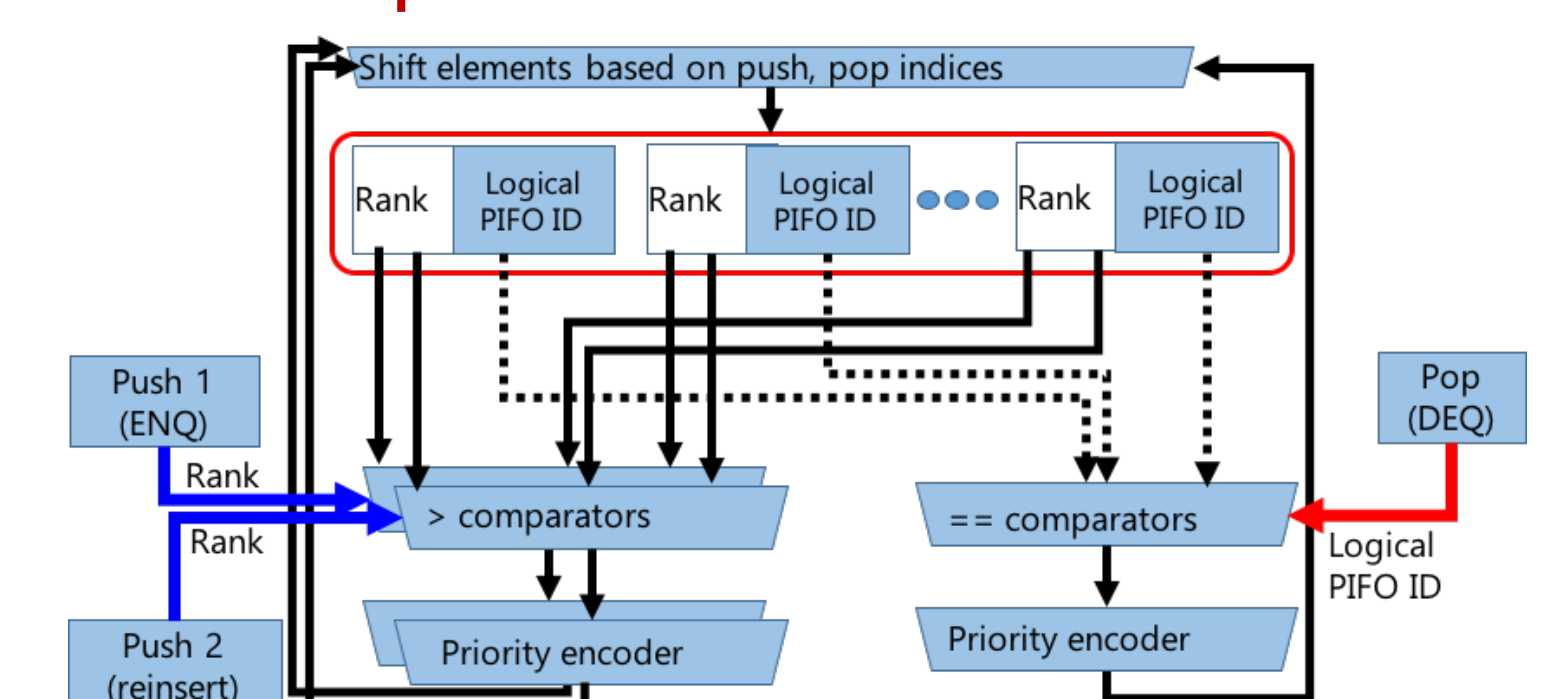 Shift elements based on push, pop indices
Rank
Logical
PIFO ID
Rank
Logical
PIFO ID
Rank
Logical
PIFO ID
Push 1
(ENQ)
Pop
(DEQ)
Rank
> comparators
== comparators
Rank
Logical
PIFO ID
Push 2
(reinsert)
Priority encoder
Priority encoder